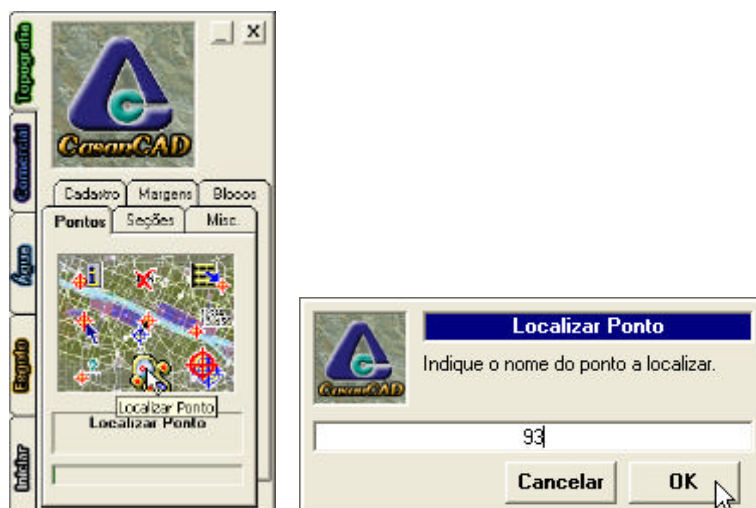 Topografia
Comercial
Água
Esgoto
Iniciar
CasanCAD
Cadastro Margens Blocos
Pontos Seções Misc.
Localizar Ponto
Localizar Ponto
CasanCAD
Localizar Ponto
Indique o nome do ponto a localizar.
93
Cancelar OK